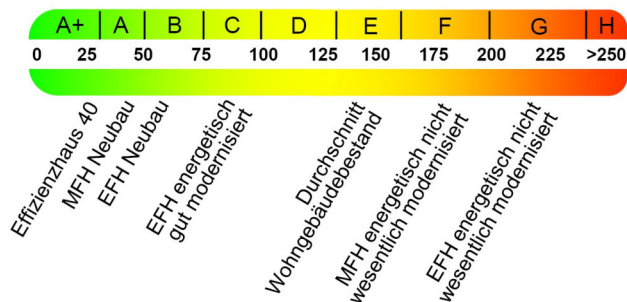 A+ A B C D E F G H
0 25 50 75 100 125 150 175 200 225 >250
Effizienzhaus 40
MFH Neubau
EFH Neubau
EFH energetisch
gut modernisiert
Durchschnitt
Wohngebäudebestand
MFH energetisch nicht
wesentlich modernisiert
EFH energetisch nicht
wesentlich modernisiert